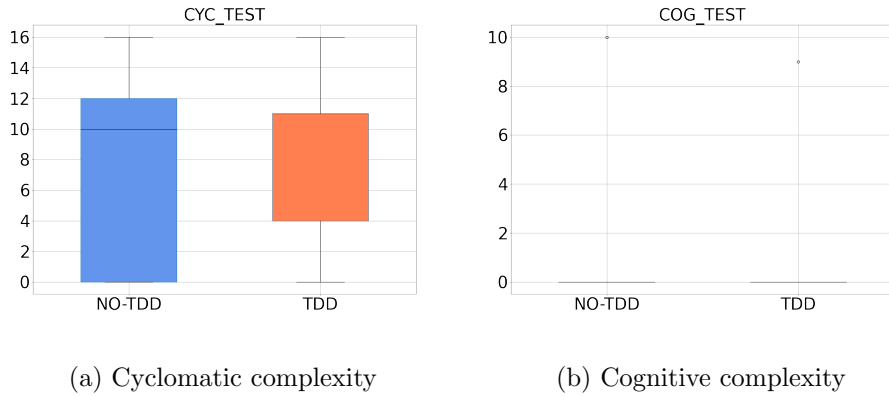 CYC_TEST
16
14
12
10
8
6
4
2
0
NO-TDD TDD
(a) Cyclomatic complexity
COG_TEST
10
8
6
4
2
0
NO-TDD TDD
(b) Cognitive complexity